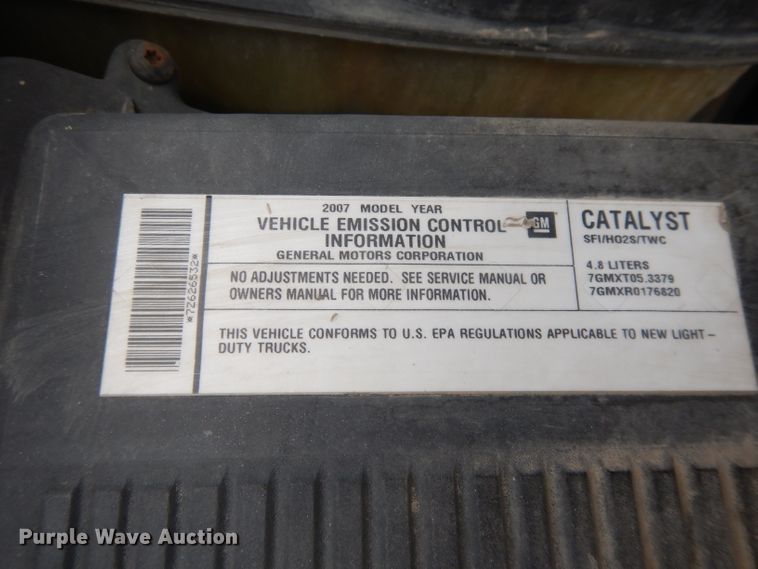 2007 MODEL YEAR
VEHICLE EMISSION CONTROL
INFORMATION
GENERAL MOTORS CORPORATION
GM
NO ADJUSTMENTS NEEDED. SEE SERVICE MANUAL OR
OWNERS MANUAL FOR MORE INFORMATION.
CATALYST
SFI/HO2S/TWC
4.8 LITERS
7GMXT05.3379
7GMXR0176820
THIS VEHICLE CONFORMS TO U.S. EPA REGULATIONS APPLICABLE TO NEW LIGHT-
DUTY TRUCKS.
*72626532*
Purple Wave Auction